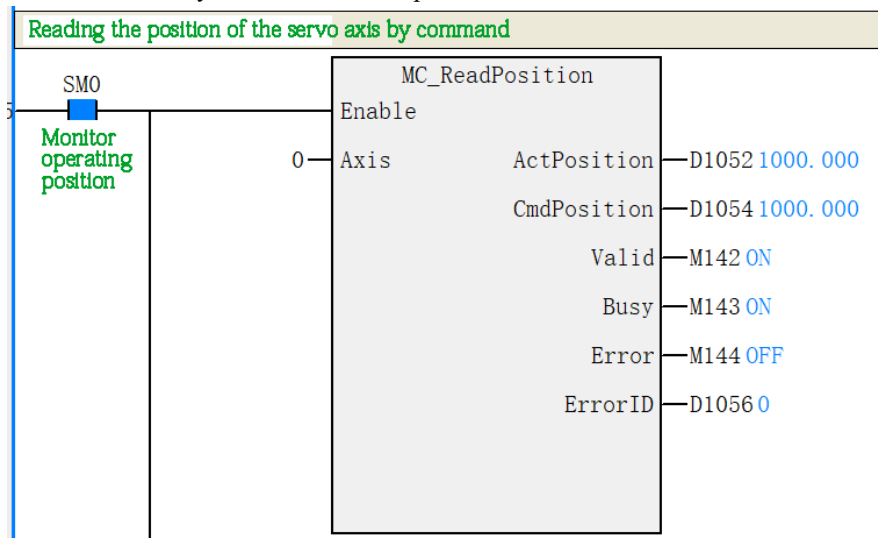 Reading the position of the servo axis by command
SM0
MC_ReadPosition
Enable
Monitor
operating
position
0
Axis
ActPosition
D1052 1000.000
CmdPosition
D1054 1000.000
Valid
M142 ON
Busy
M143 ON
Error
M144 OFF
ErrorID
D1056 0